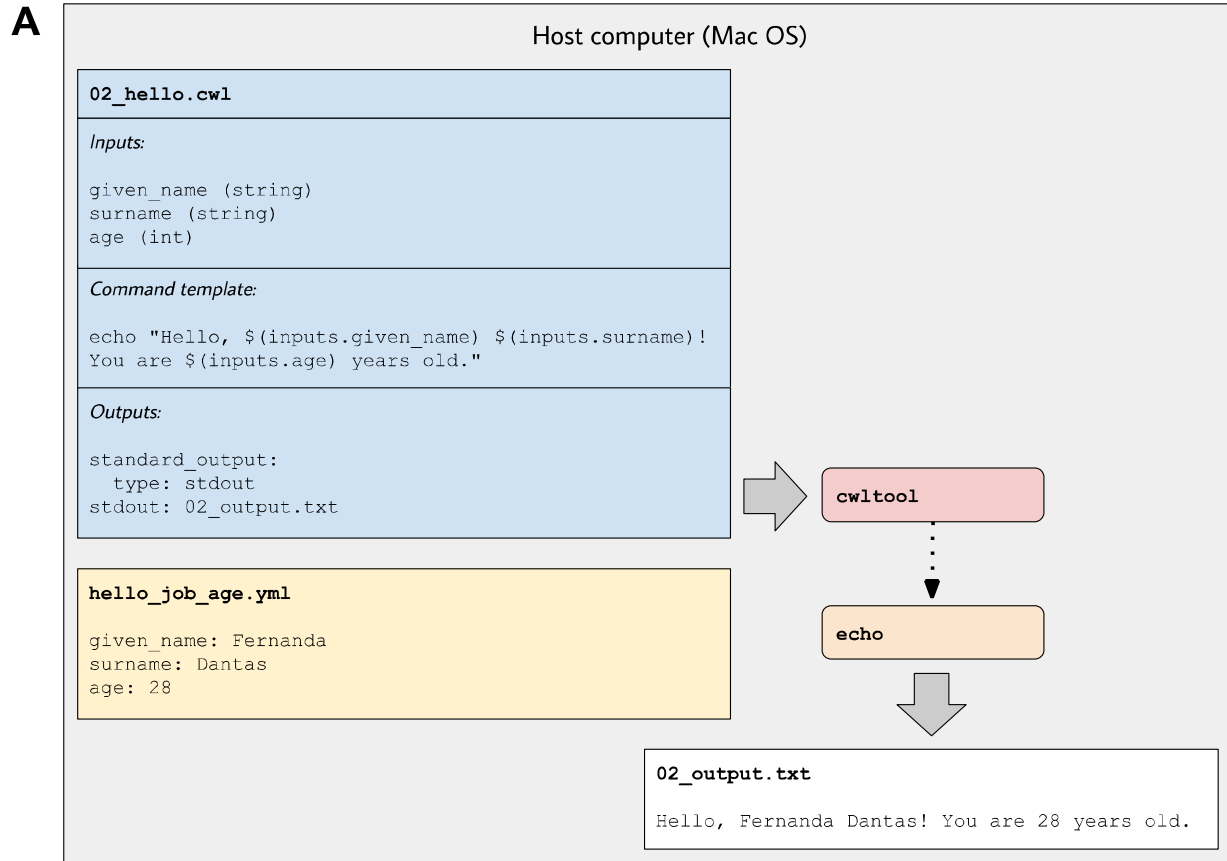 A
Host computer (Mac OS)
02_hello.cwl
Inputs:
given_name (string)
surname (string)
age (int)
Command template:
echo "Hello, $(inputs.given_name) $(inputs.surname)!
You are $(inputs.age) years old."
Outputs:
standard_output:
  type: stdout
stdout: 02_output.txt
hello_job_age.yml
given_name: Fernanda
surname: Dantas
age: 28
cwltool
echo
02_output.txt
Hello, Fernanda Dantas! You are 28 years old.